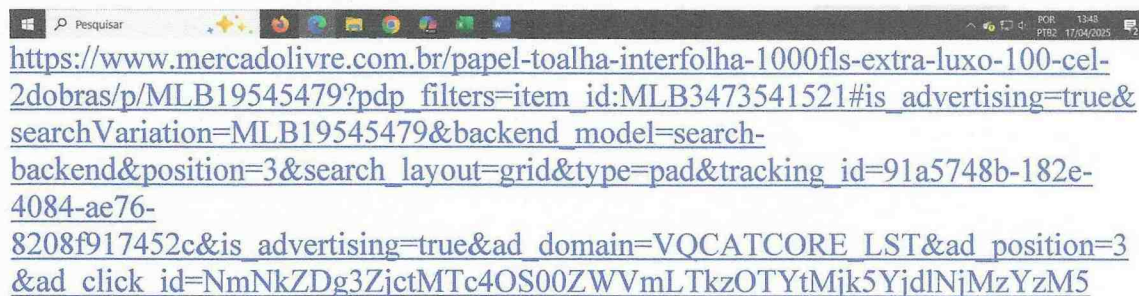 Pesquisar
POR 13:43
PTB2 17/04/2025
https://www.mercadolivre.com.br/papel-toalha-interfolha-1000fls-extra-luxo-100-cel-
2dobras/p/MLB19545479?pdp_filters=item_id:MLB3473541521#is_advertising=true&
searchVariation=MLB19545479&backend_model=search-
backend&position=3&search_layout=grid&type=pad&tracking_id=91a5748b-182e-
4084-ae76-
8208f917452c&is_advertising=true&ad_domain=VQCATCORE_LST&ad_position=3
&ad_click_id=NmNkZDg3ZjctMTc4OS00ZWVmLTkzOTYtMjk5YjdlNjMzYzM5